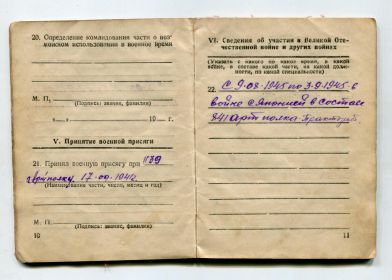 20. Определение командования части о воз-
можном использовании в военное время
М. П.
(Подпись: звание, фамилия)
19 — г.
V. Принятие военной присяги
21. Принял военную присягу при 1179
17-09-1944.
(Наименование части, число, месяц и год)
М. П.
(Подпись: звание, фамилия)
10
VI. Сведения об участии в Великой Оте-
чественной войне и других войнах
(Указать с какого по какое время, в какой
войне, в составе какой части, на какой долж-
ности, по какой специальности)
22. С 9-08-1945 по 3.9-1945 в
войне с Японией в составе
841 арт полка
11